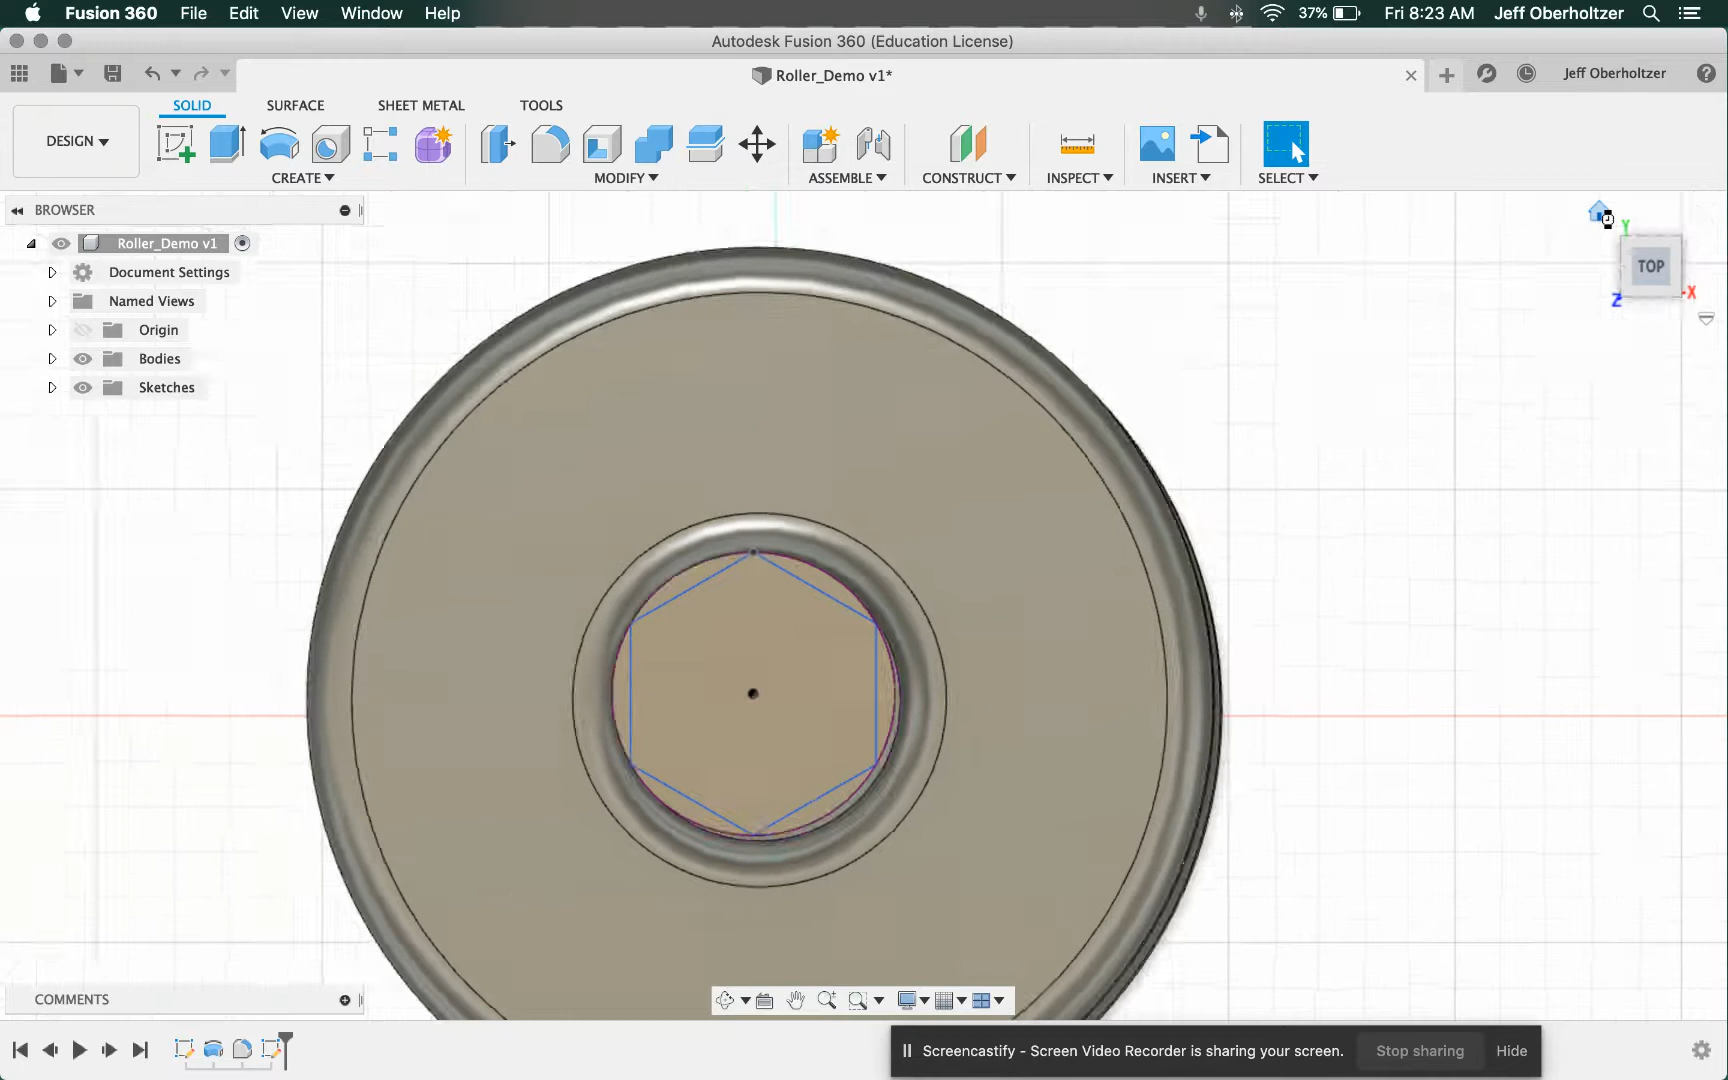 Fusion 360 File Edit View Window Help 37% Fri 8:23 AM Jeff Oberholtzer
Autodesk Fusion 360 (Education License)
Roller_Demo v1* Jeff Oberholtzer
SOLID SURFACE SHEET METAL TOOLS
DESIGN
CREATE MODIFY ASSEMBLE CONSTRUCT INSPECT INSERT SELECT
BROWSER
Roller_Demo v1
Document Settings
Named Views
Origin
Bodies
Sketches
Y
TOP
Z X
COMMENTS
Screencastify - Screen Video Recorder is sharing your screen. Stop sharing Hide